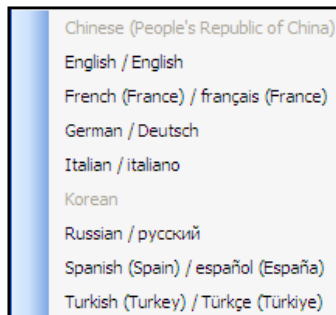 Chinese (People's Republic of China)
English / English
French (France) / français (France)
German / Deutsch
Italian / italiano
Korean
Russian / русский
Spanish (Spain) / español (España)
Turkish (Turkey) / Türkçe (Türkiye)